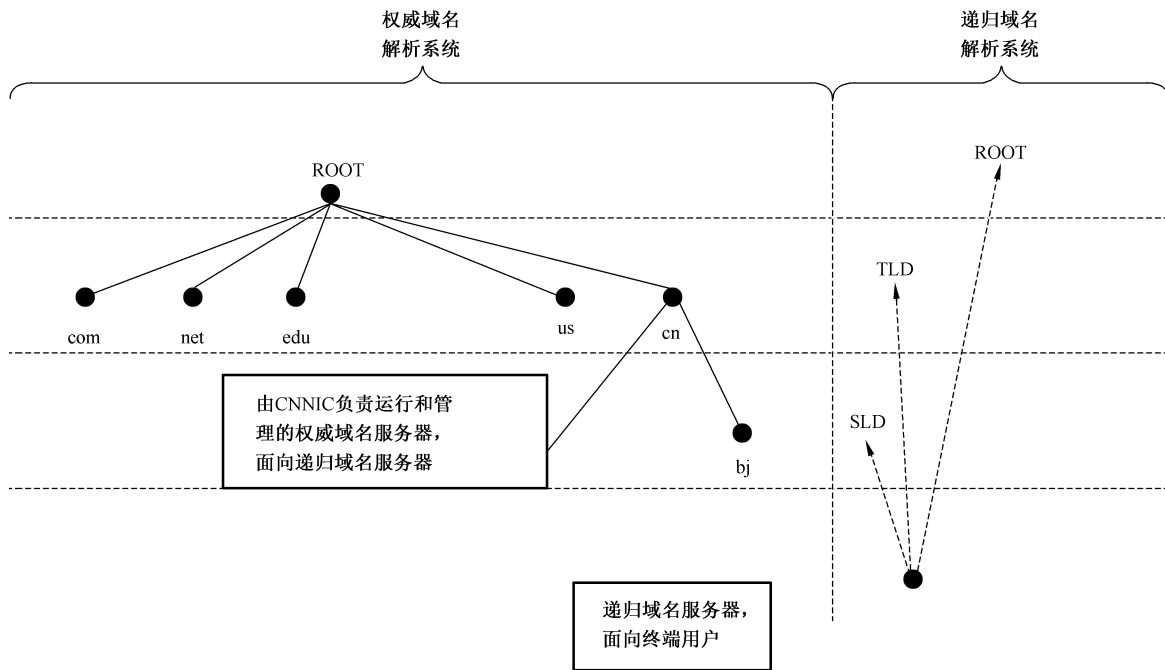 权威域名
解析系统
递归域名
解析系统
ROOT
ROOT
TLD
com
net
edu
us
cn
由CNNIC负责运行和管
理的权威域名服务器，
面向递归域名服务器
SLD
bj
递归域名服务器，
面向终端用户